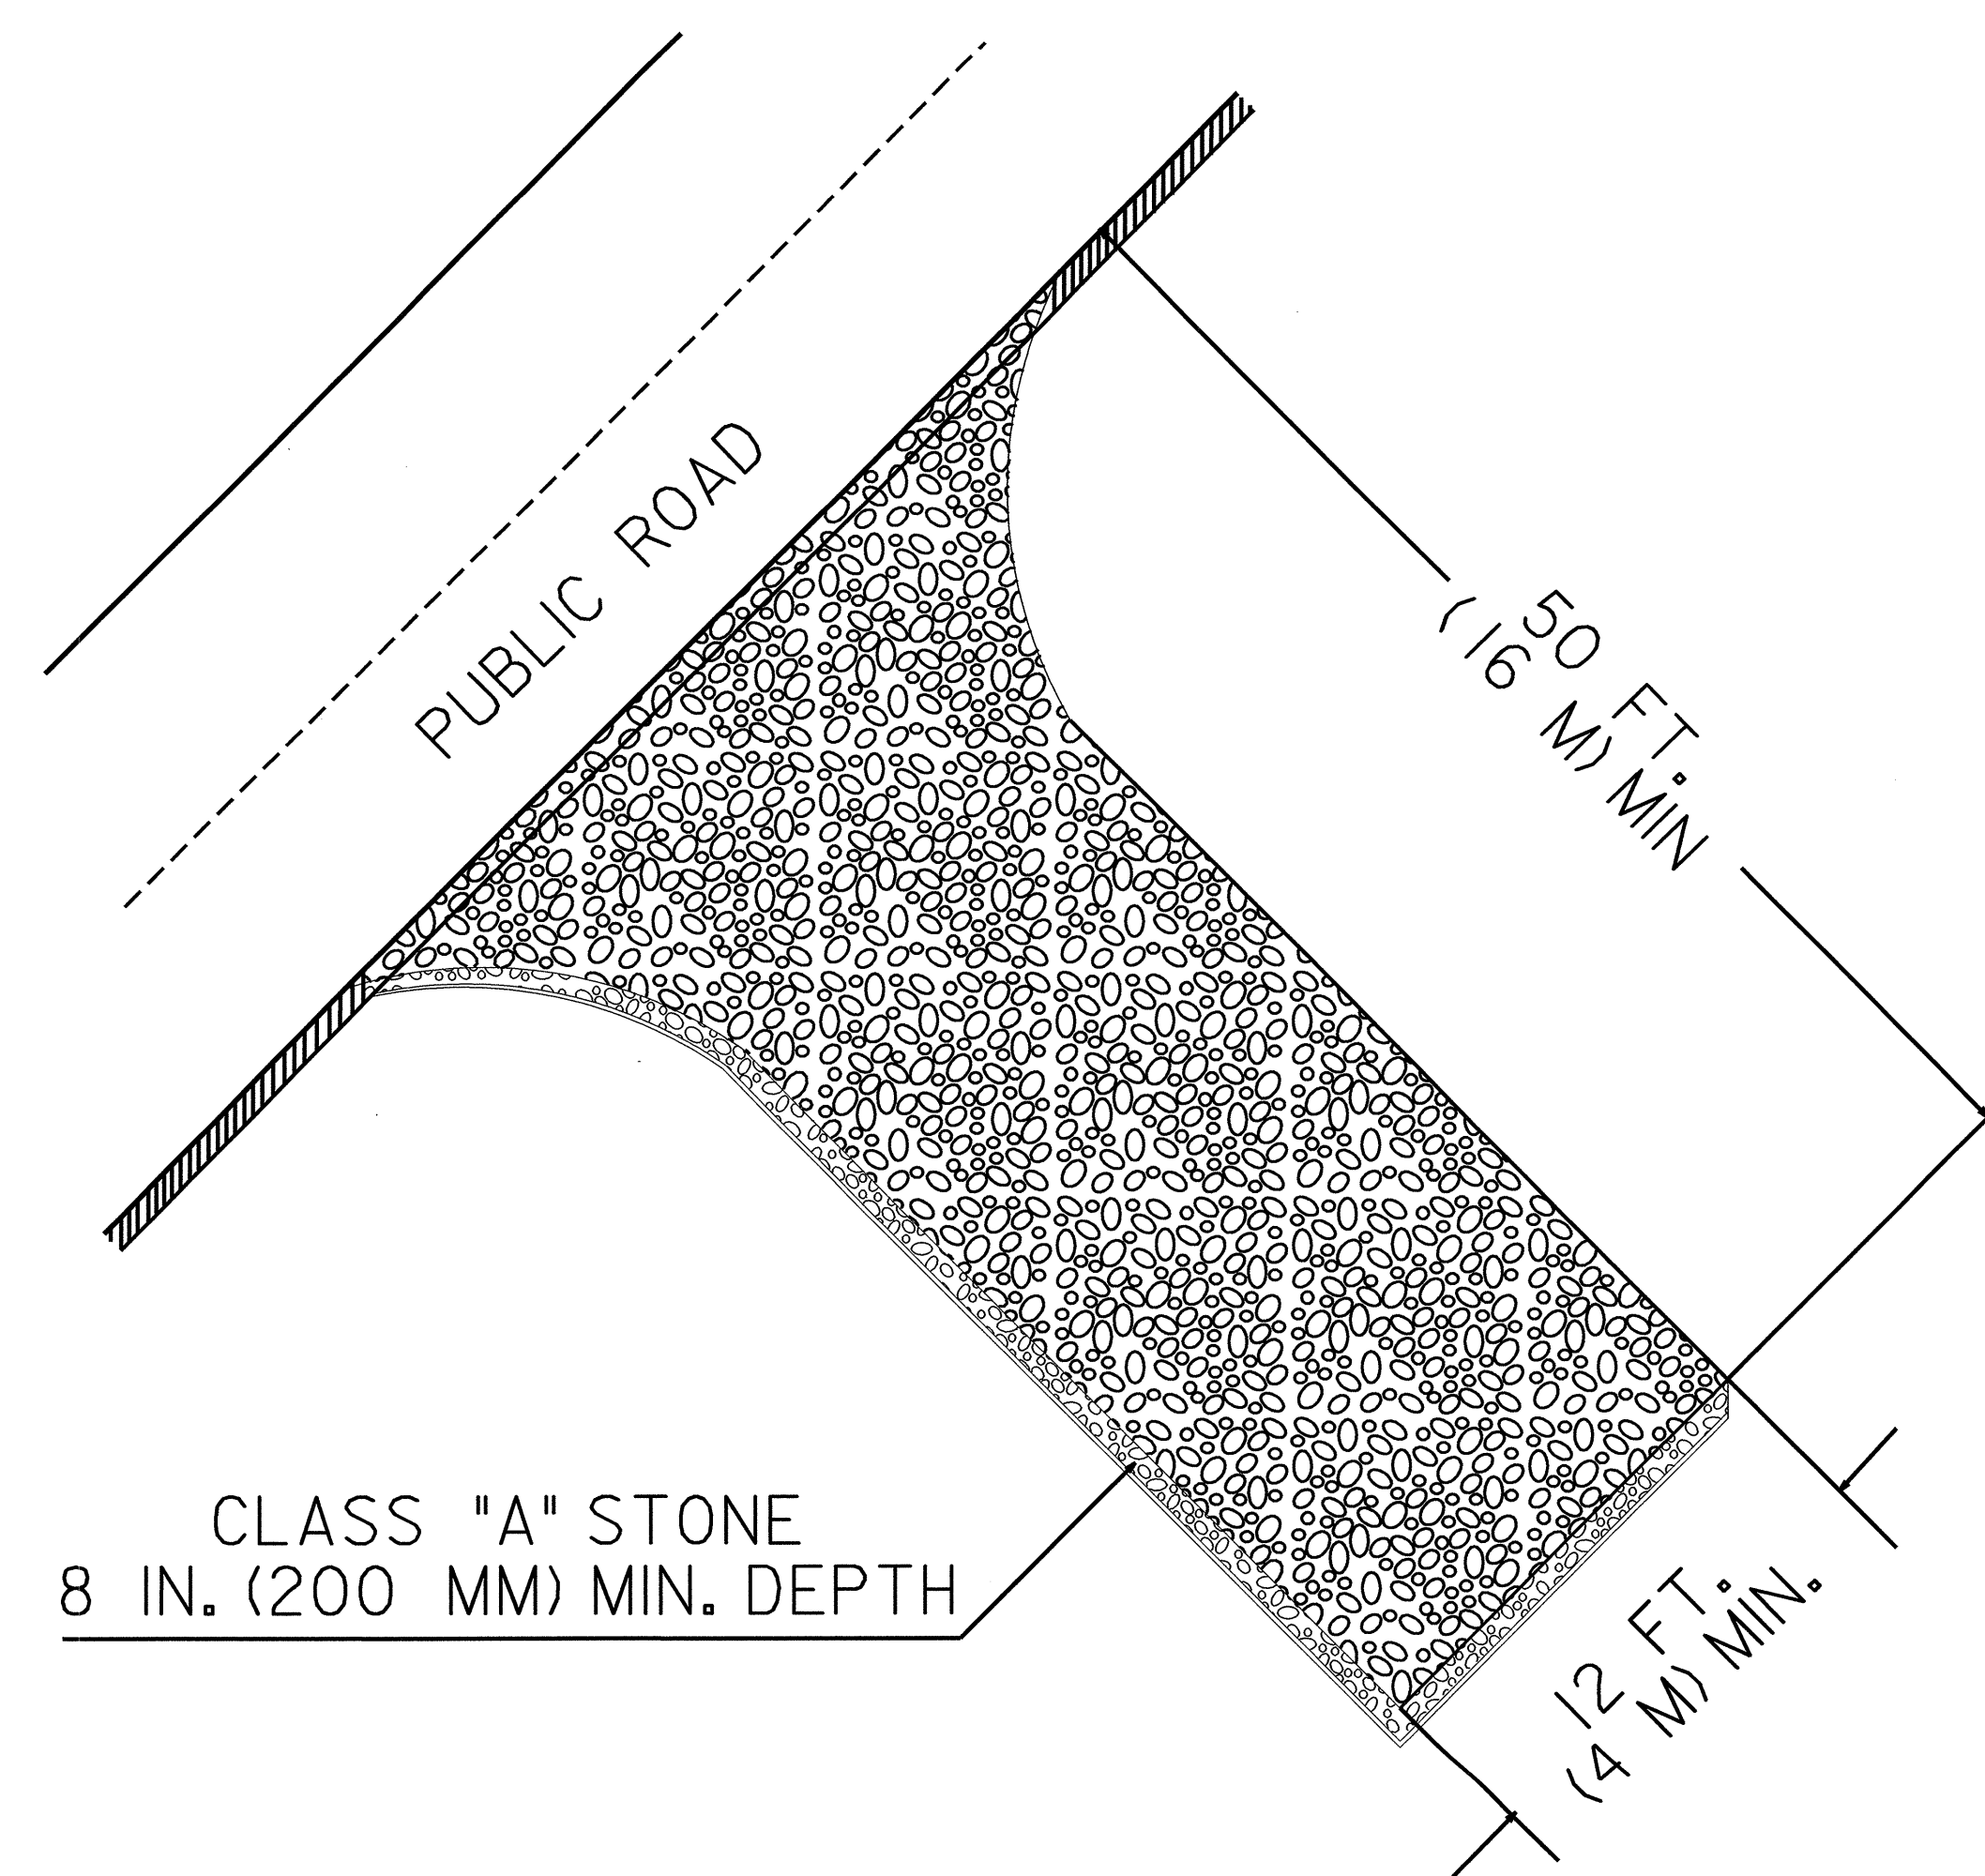 PUBLIC ROAD
50 FT.
(16 M) MIN
CLASS "A" STONE
8 IN. (200 MM) MIN. DEPTH
12 FT.
(4 M) MIN.